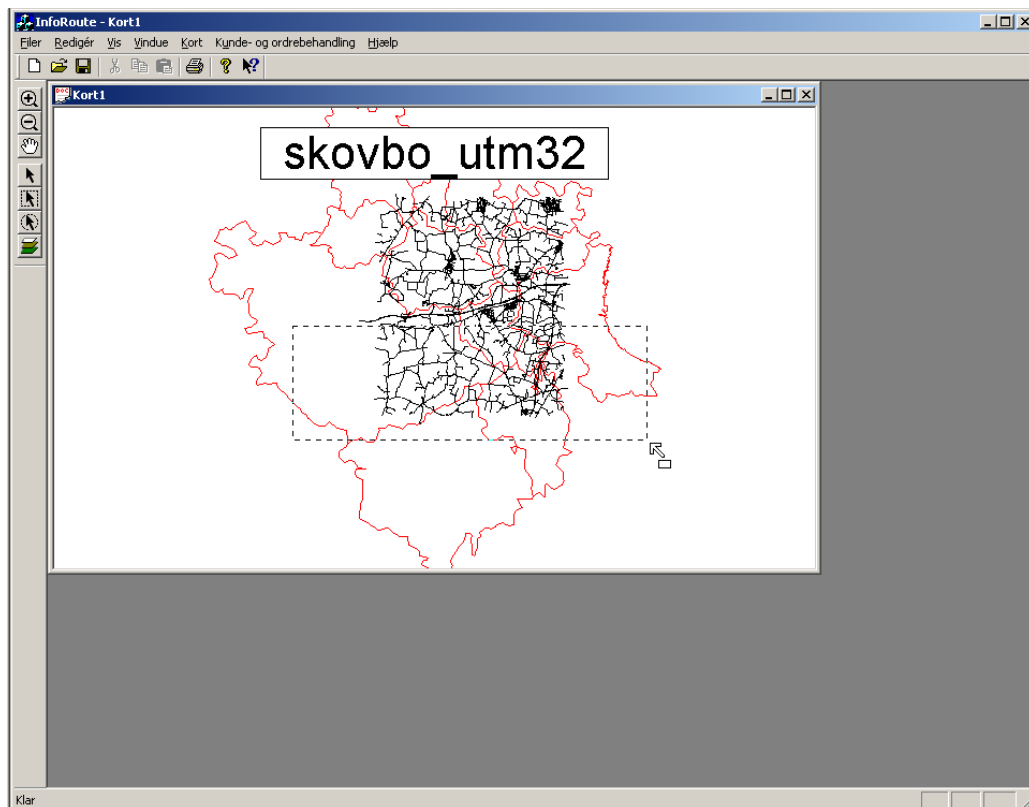 InfoRoute - Kort1
Filer Redigér Vis Vindue Kort Kunde- og ordrebehandling Hjælp
Kort1
skovbo_utm32
Klar